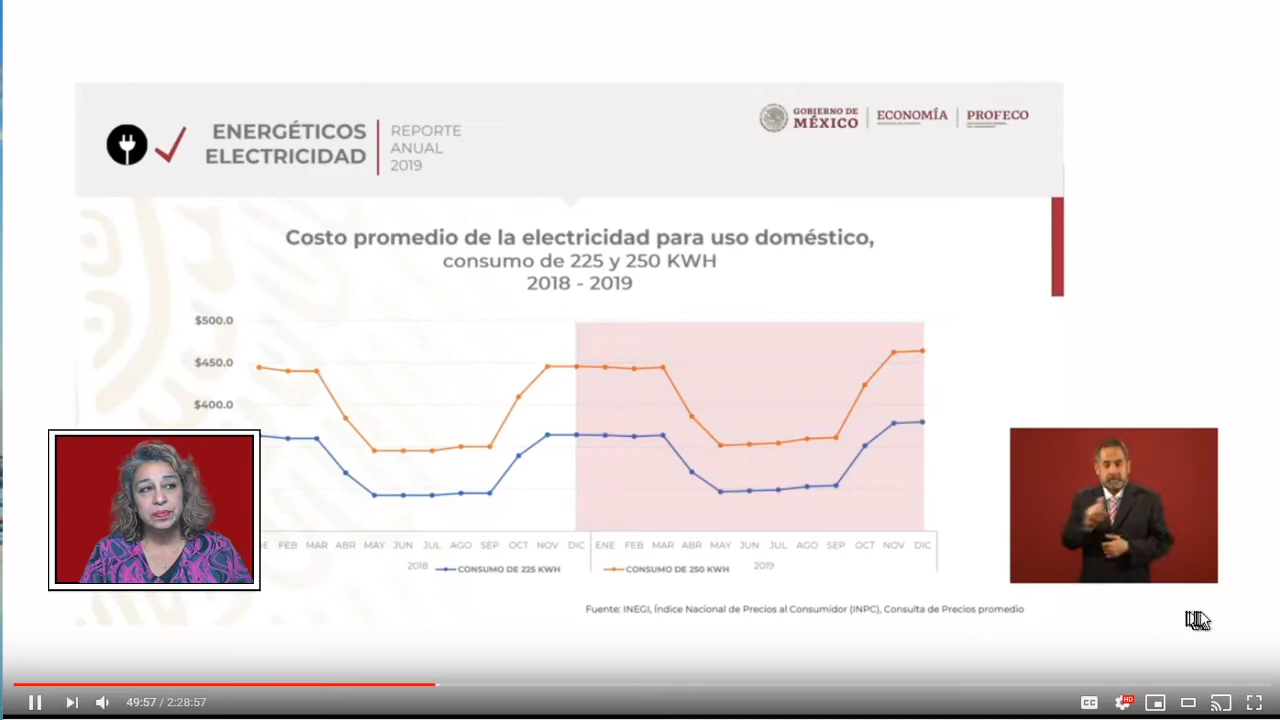 ENERGÉTICOS
ELECTRICIDAD
REPORTE
ANUAL
2019
GOBIERNO DE
MÉXICO
ECONOMÍA
PROFECO
Costo promedio de la electricidad para uso doméstico,
consumo de 225 y 250 KWH
2018 - 2019
$500.0
$450.0
$400.0
FEB MAR ABR MAY JUN JUL AGO SEP OCT NOV DIC ENE FEB MAR ABR MAY JUN JUL AGO SEP OCT NOV DIC
2018 CONSUMO DE 225 KWH CONSUMO DE 250 KWH 2019
Fuente: INEGI, Índice Nacional de Precios al Consumidor (INPC), Consulta de Precios promedio
49:57 / 2:28:57
CC HD